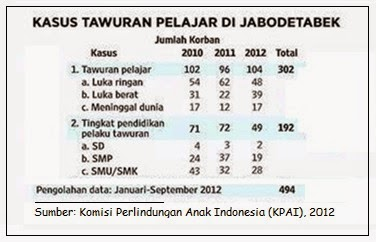 KASUS TAWURAN PELAJAR DI JABODETABEK
Jumlah Korban
Kasus 2010 2011 2012 Total
1. Tawuran pelajar 102 96 104 302
a. Luka ringan 54 62 48
b. Luka berat 31 22 39
c. Meninggal dunia 17 12 17
2. Tingkat pendidikan
pelaku tawuran 71 72 49 192
a. SD 4 3 2
b. SMP 24 37 19
c. SMU/SMK 43 32 28
Pengolahan data: Januari-September 2012 494
Sumber: Komisi Perlindungan Anak Indonesia (KPAI), 2012